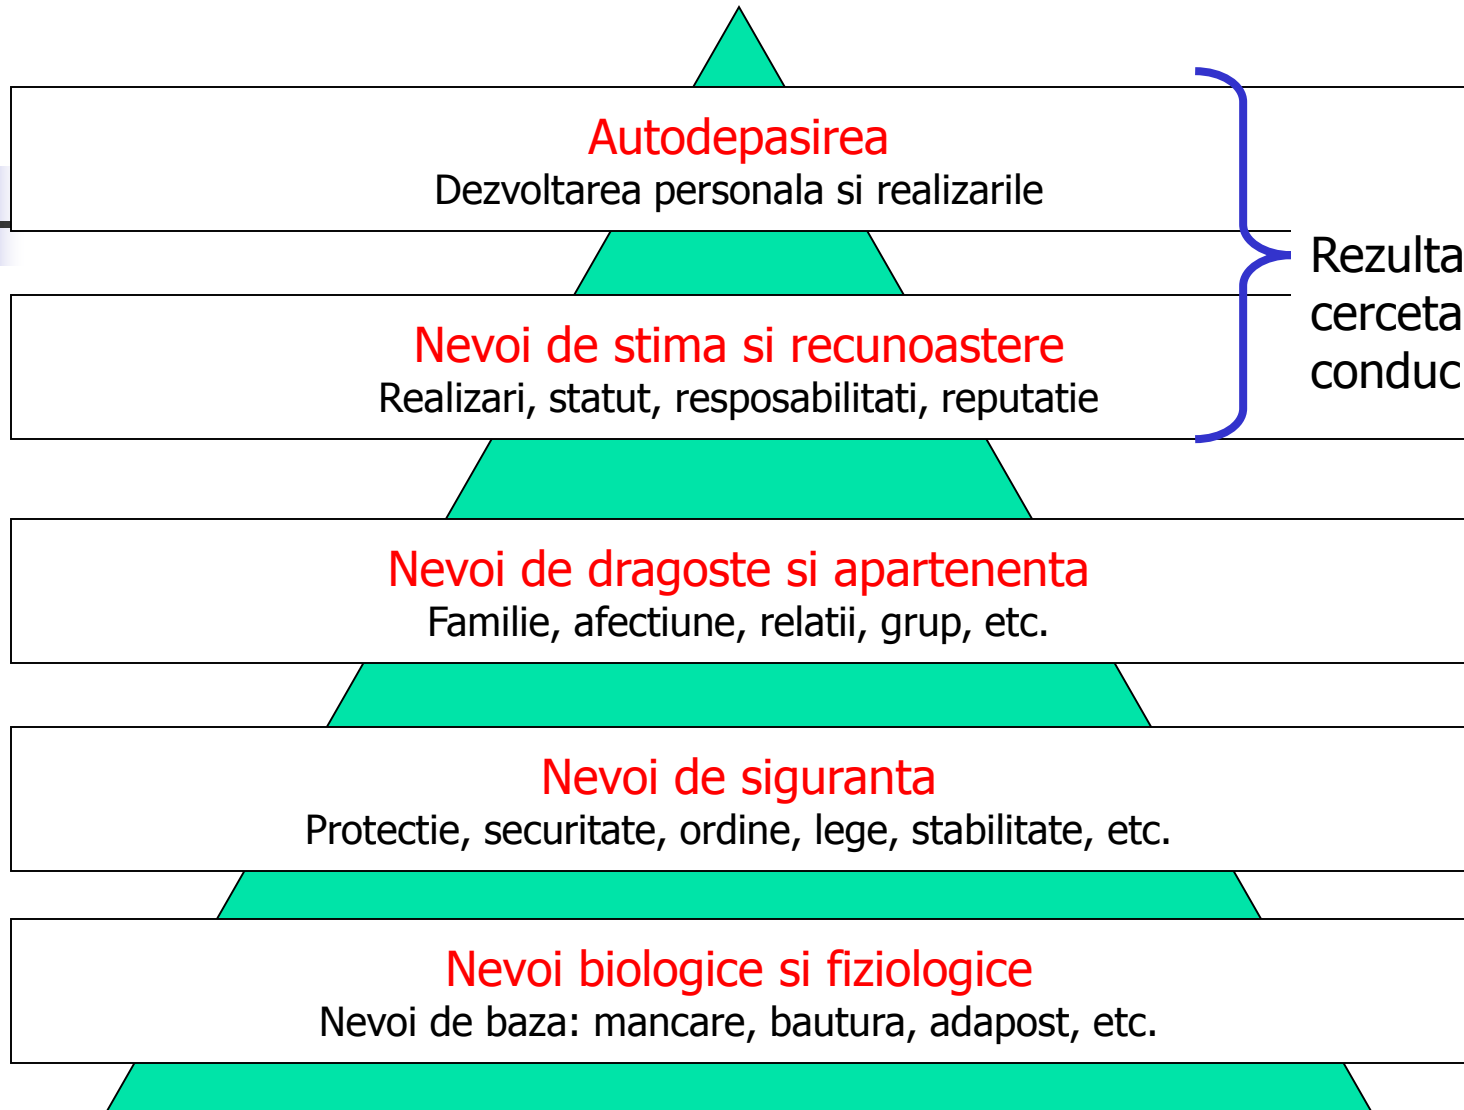 Autodepasirea
Dezvoltarea personala si realizarile
Rezulta
cerceta
conduc
Nevoi de stima si recunoastere
Realizari, statut, resposabilitati, reputatie
Nevoi de dragoste si apartenenta
Familie, afectiune, relatii, grup, etc.
Nevoi de siguranta
Protectie, securitate, ordine, lege, stabilitate, etc.
Nevoi biologice si fiziologice
Nevoi de baza: mancare, bautura, adapost, etc.